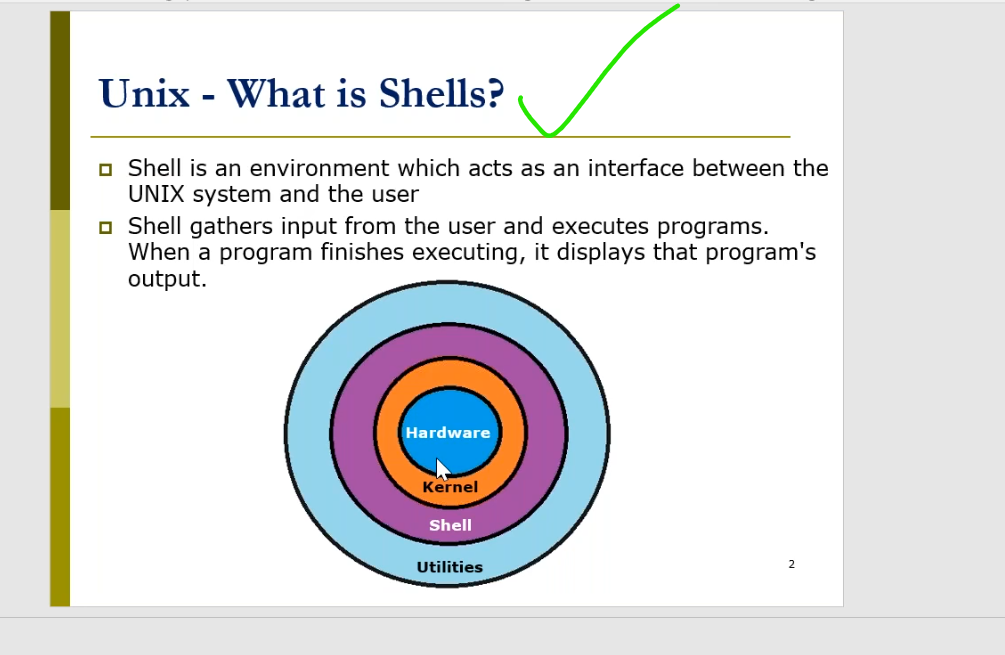 Unix - What is Shells?
Shell is an environment which acts as an interface between the
UNIX system and the user
Shell gathers input from the user and executes programs.
When a program finishes executing, it displays that program's
output.
Hardware
Kernel
Shell
Utilities
2